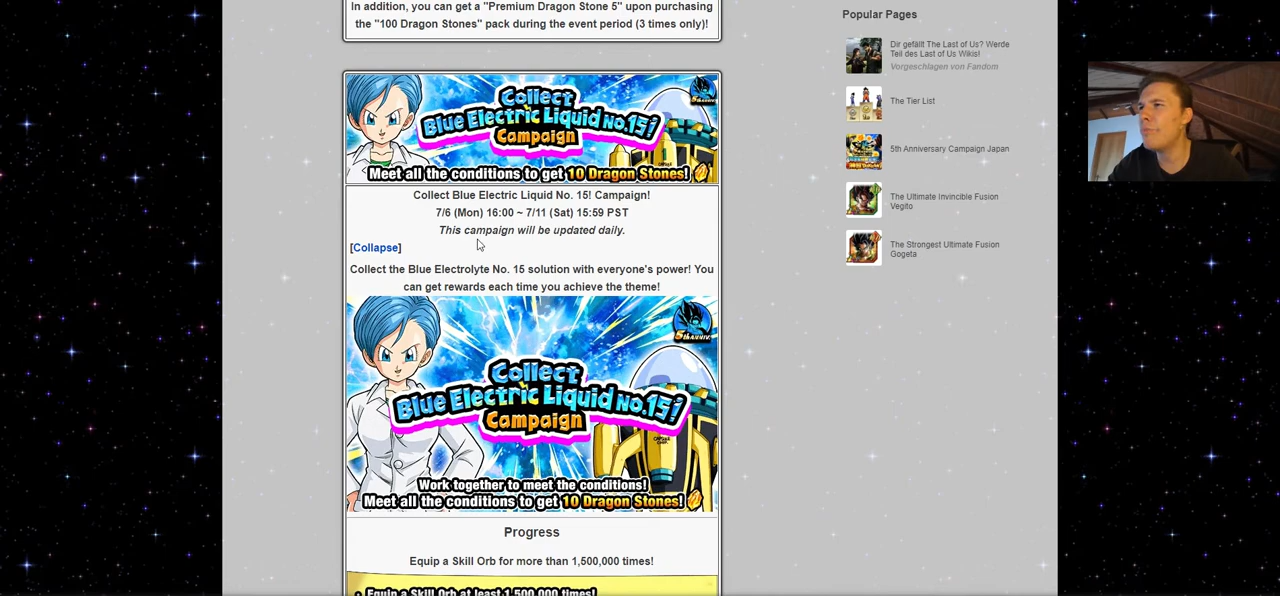 In addition, you can get a "Premium Dragon Stone 5" upon purchasing
the "100 Dragon Stones" pack during the event period (3 times only)!
Collect
Blue Electric Liquid No.15!
Campaign
Meet all the conditions to get 10 Dragon Stones!
Collect Blue Electric Liquid No. 15! Campaign!
7/6 (Mon) 16:00 ~ 7/11 (Sat) 15:59 PST
This campaign will be updated daily.
[Collapse]
Collect the Blue Electrolyte No. 15 solution with everyone's power! You
can get rewards each time you achieve the theme!
5th ANNIV.
Collect
Blue Electric Liquid No.15!
Campaign
CAPSULE
CORP.
Work together to meet the conditions!
Meet all the conditions to get 10 Dragon Stones!
Progress
Equip a Skill Orb for more than 1,500,000 times!
• Equip a Skill Orb at least 1,500,000 times!
Popular Pages
Dir gefällt The Last of Us? Werde
Teil des Last of Us Wikis!
Vorgeschlagen von Fandom
The Tier List
5th Anniversary Campaign Japan
The Ultimate Invincible Fusion
Vegito
The Strongest Ultimate Fusion
Gogeta